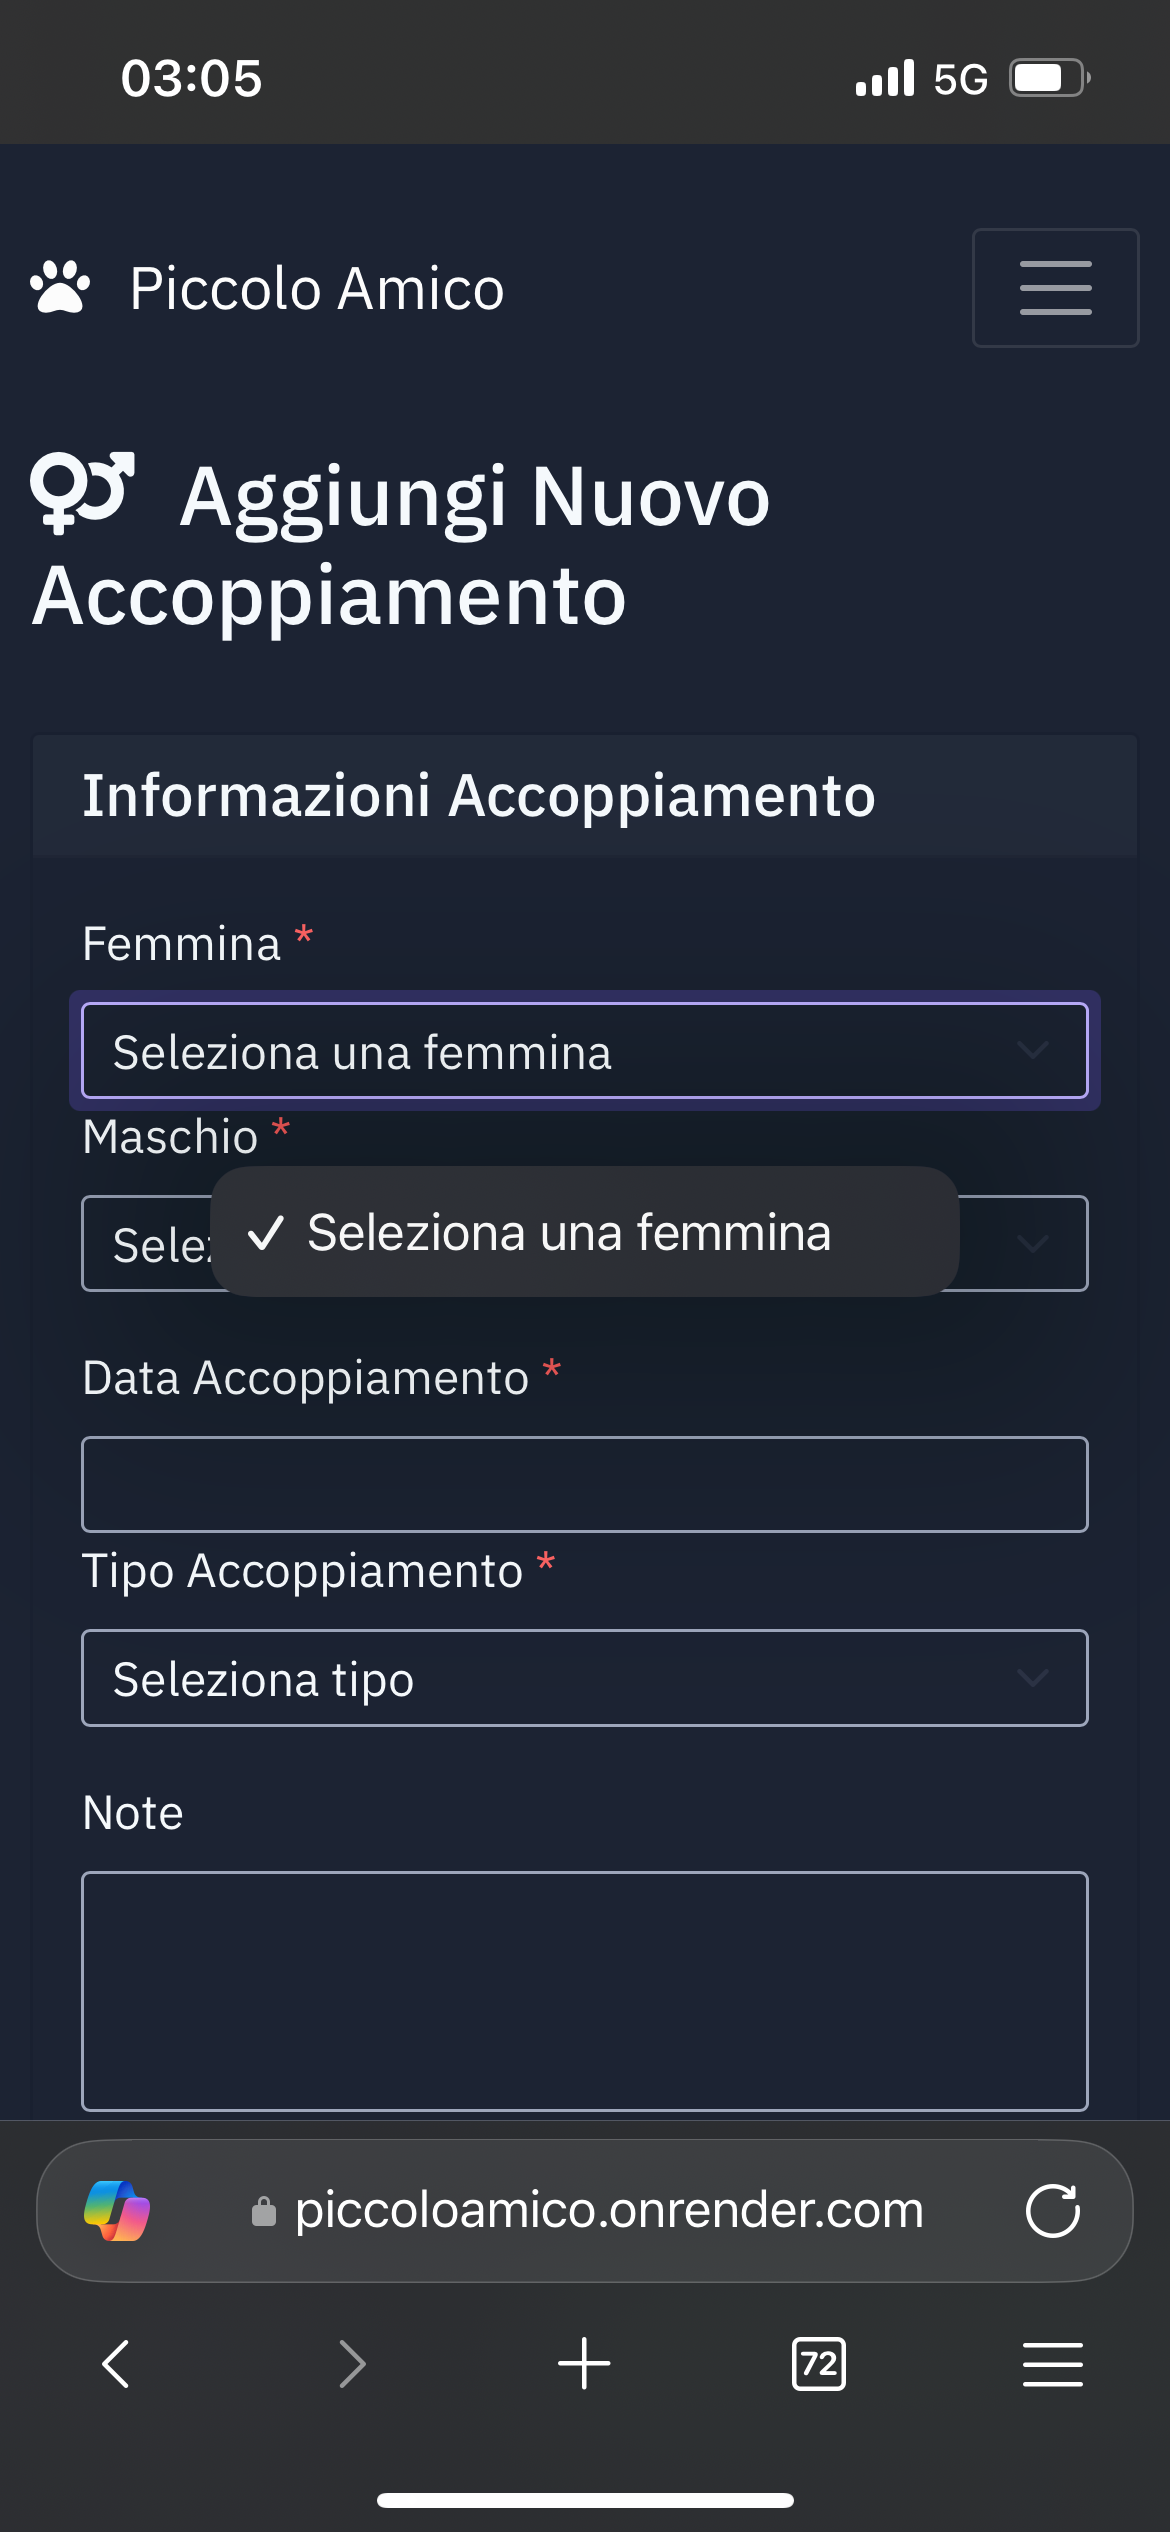 03:05
5G
Piccolo Amico
Aggiungi Nuovo
Accoppiamento
Informazioni Accoppiamento
Femmina *
Seleziona una femmina
Maschio *
✓ Seleziona una femmina
Selez
Data Accoppiamento *
Tipo Accoppiamento *
Seleziona tipo
Note
piccoloamico.onrender.com
72